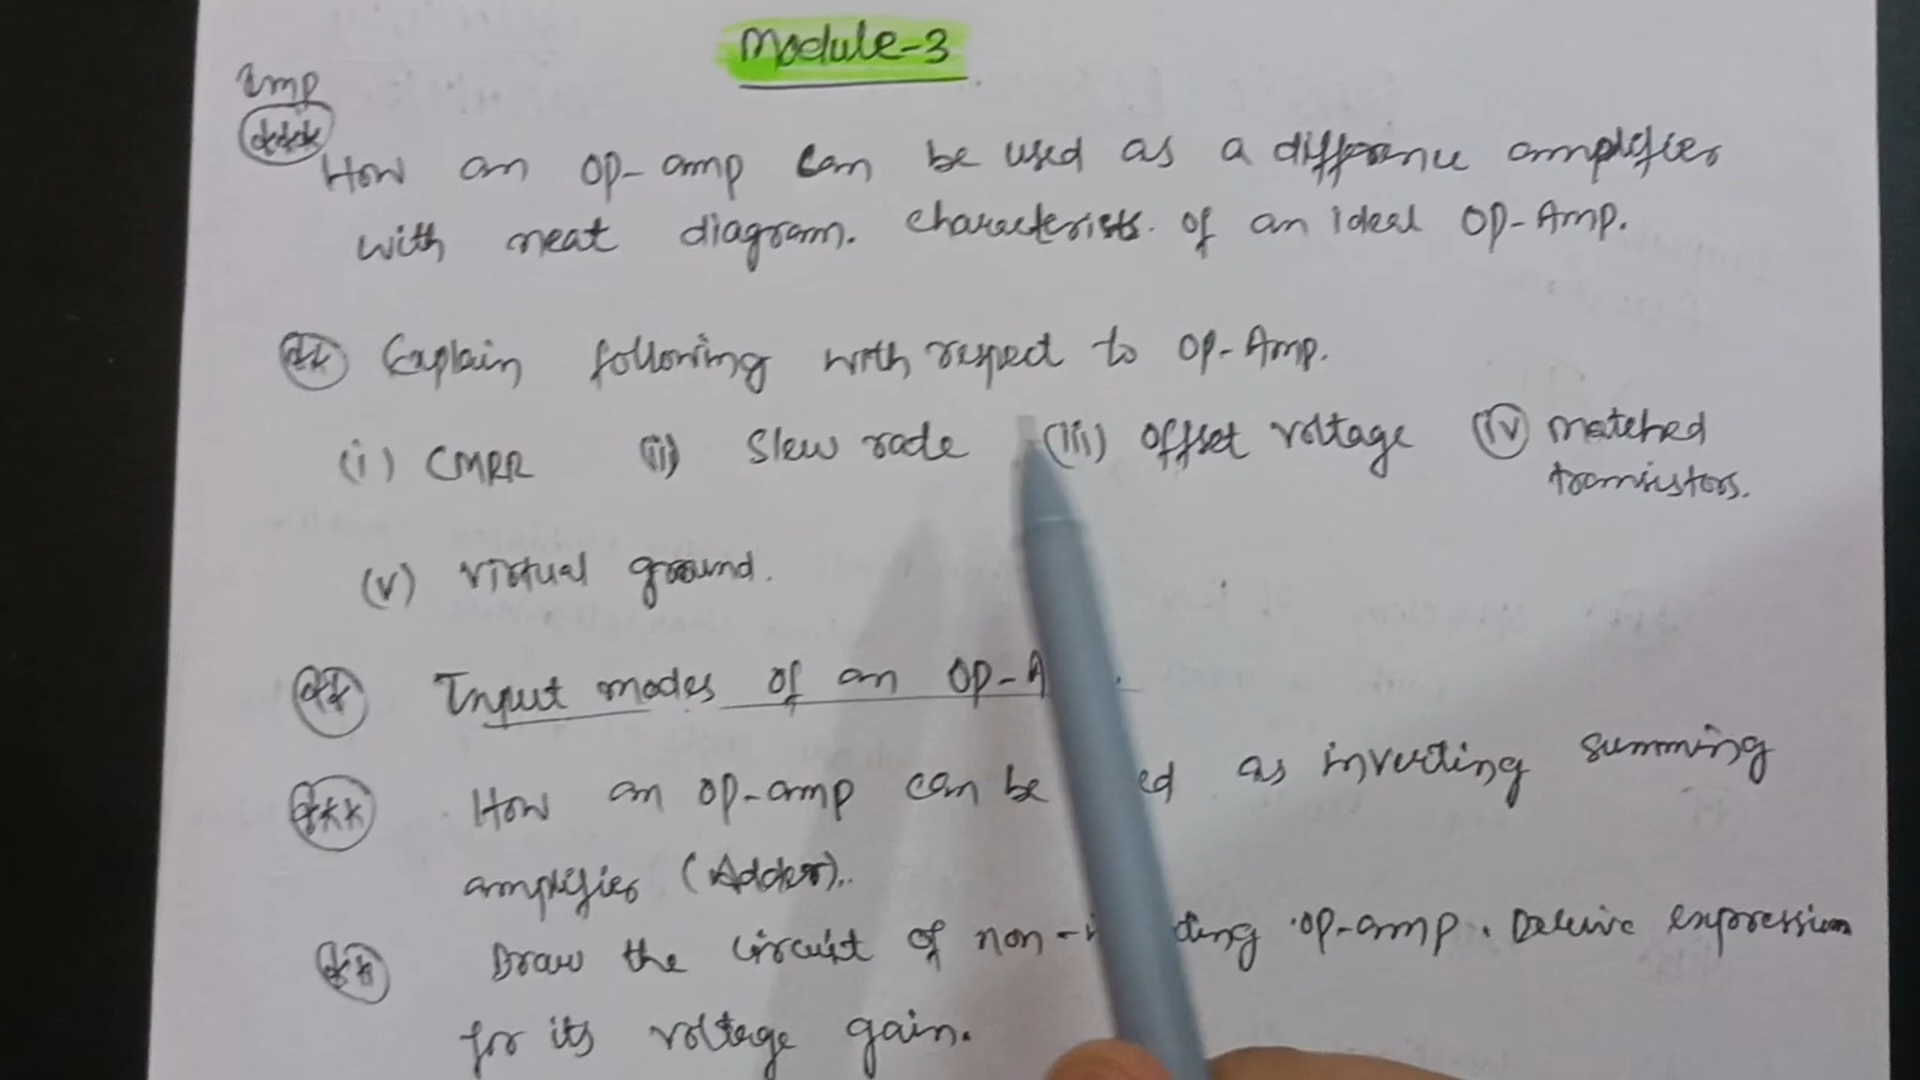 Module-3
Imp
How an op-amp can be used as a difference amplifier
with neat diagram. Characterists. of an ideal Op-Amp.
Explain following with respect to Op-Amp.
(i) CMRR (ii) Slew rade (iii) Offset voltage (iv) matched
transistors.
(v) Virtual ground.
Input modes of an Op-A
How an op-amp can be ed as inverting summing
amplifier (Adder).
Draw the circuit of non- ting op-amp. Derive expression
for its voltage gain.